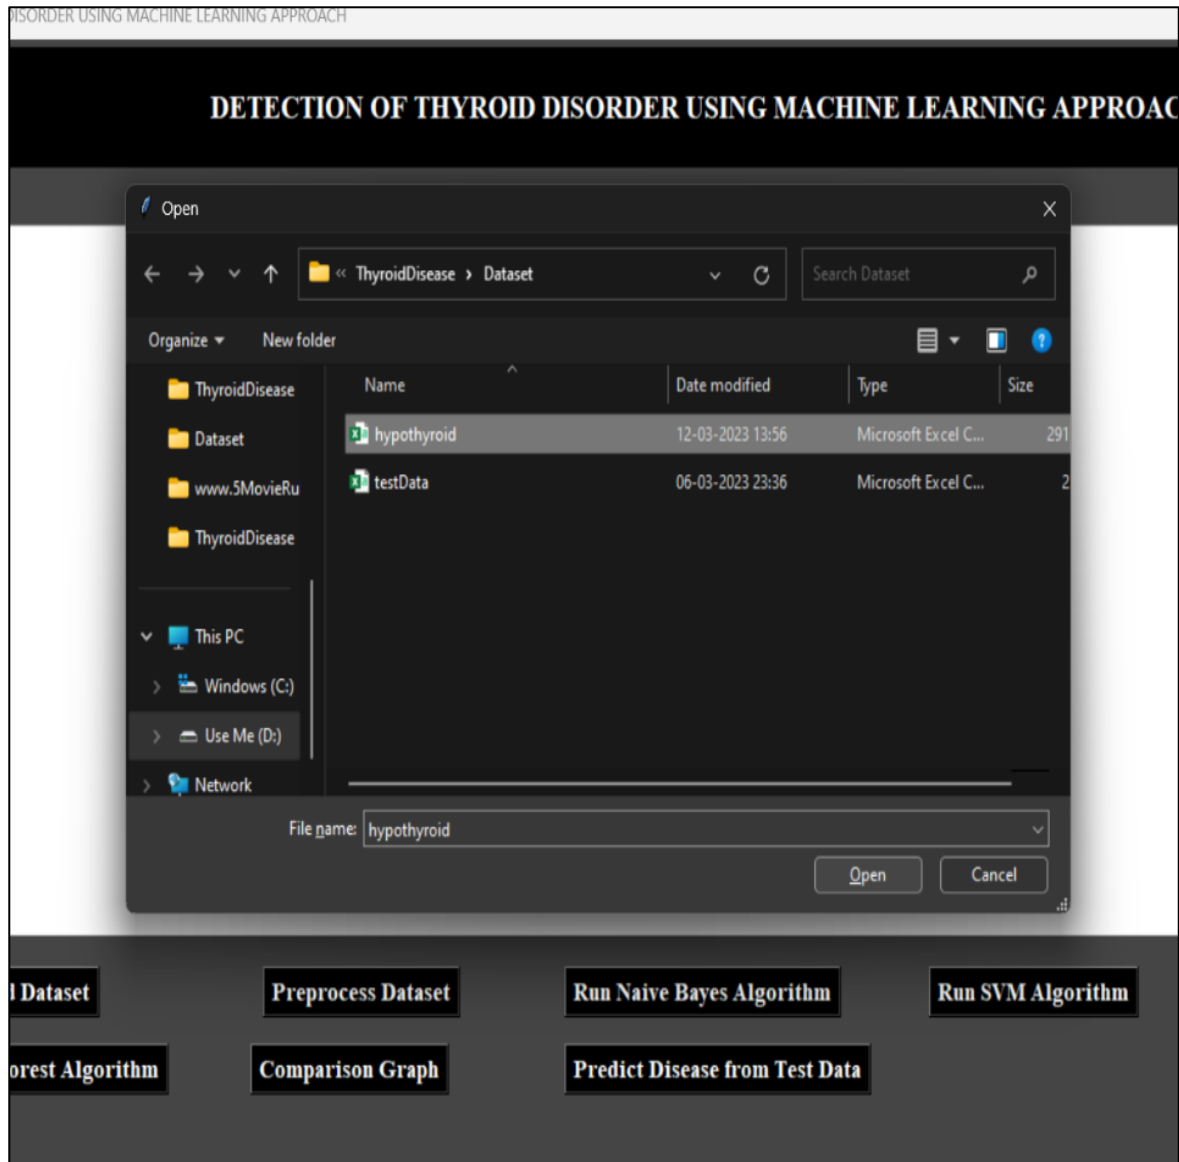 DISORDER USING MACHINE LEARNING APPROACH
DETECTION OF THYROID DISORDER USING MACHINE LEARNING APPROAC
Open
« ThyroidDisease › Dataset
Search Dataset
Organize
New folder
Name Date modified Type Size
ThyroidDisease
Dataset
www.5MovieRu
ThyroidDisease
hypothyroid 12-03-2023 13:56 Microsoft Excel C... 291
testData 06-03-2023 23:36 Microsoft Excel C... 2
This PC
Windows (C:)
Use Me (D:)
Network
File name: hypothyroid
Open Cancel
d Dataset Preprocess Dataset Run Naive Bayes Algorithm Run SVM Algorithm
orest Algorithm Comparison Graph Predict Disease from Test Data